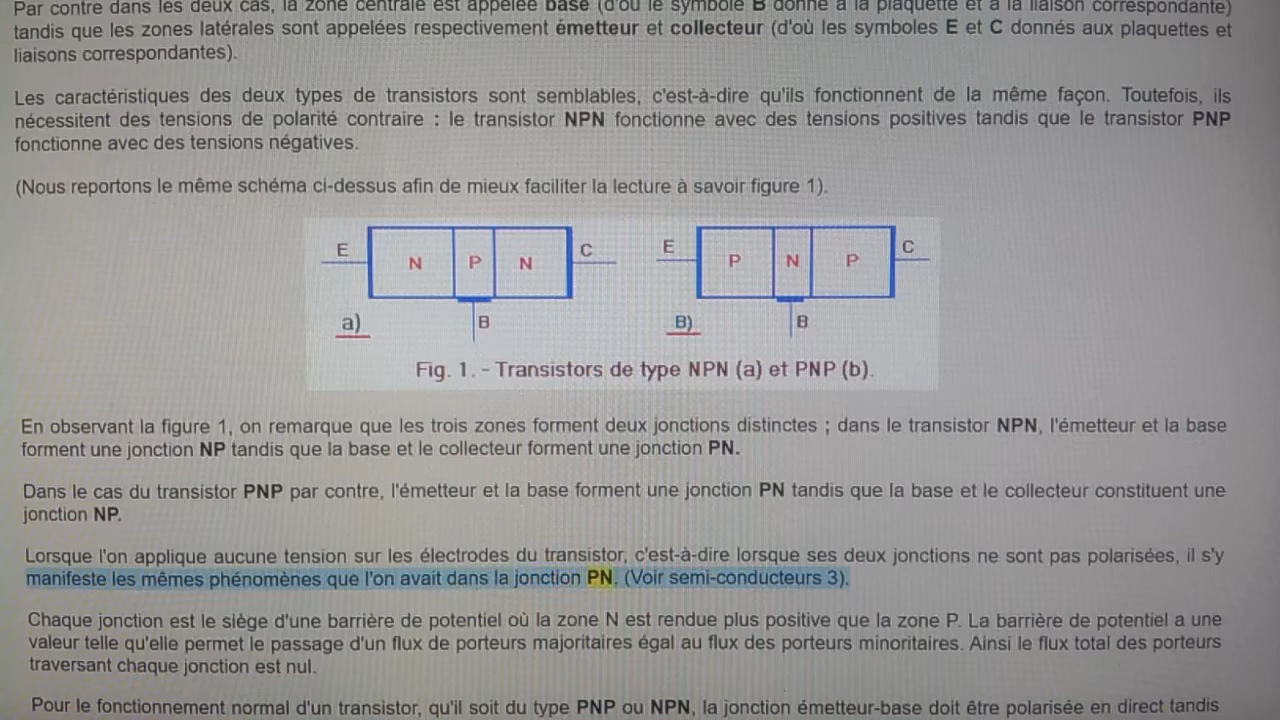 Par contre dans les deux cas, la zone centrale est appelée base (d'où le symbole B donné à la plaquette et à la liaison correspondante)
tandis que les zones latérales sont appelées respectivement émetteur et collecteur (d'où les symboles E et C donnés aux plaquettes et
liaisons correspondantes).
Les caractéristiques des deux types de transistors sont semblables, c'est-à-dire qu'ils fonctionnent de la même façon. Toutefois, ils
nécessitent des tensions de polarité contraire : le transistor NPN fonctionne avec des tensions positives tandis que le transistor PNP
fonctionne avec des tensions négatives.
(Nous reportons le même schéma ci-dessus afin de mieux faciliter la lecture à savoir figure 1).
E N P N C E P N P C
a) B B) B
Fig. 1. - Transistors de type NPN (a) et PNP (b).
En observant la figure 1, on remarque que les trois zones forment deux jonctions distinctes ; dans le transistor NPN, l'émetteur et la base
forment une jonction NP tandis que la base et le collecteur forment une jonction PN.
Dans le cas du transistor PNP par contre, l'émetteur et la base forment une jonction PN tandis que la base et le collecteur constituent une
jonction NP.
Lorsque l'on applique aucune tension sur les électrodes du transistor, c'est-à-dire lorsque ses deux jonctions ne sont pas polarisées, il s'y
manifeste les mêmes phénomènes que l'on avait dans la jonction PN. (Voir semi-conducteurs 3).
Chaque jonction est le siège d'une barrière de potentiel où la zone N est rendue plus positive que la zone P. La barrière de potentiel a une
valeur telle qu'elle permet le passage d'un flux de porteurs majoritaires égal au flux des porteurs minoritaires. Ainsi le flux total des porteurs
traversant chaque jonction est nul.
Pour le fonctionnement normal d'un transistor, qu'il soit du type PNP ou NPN, la jonction émetteur-base doit être polarisée en direct tandis